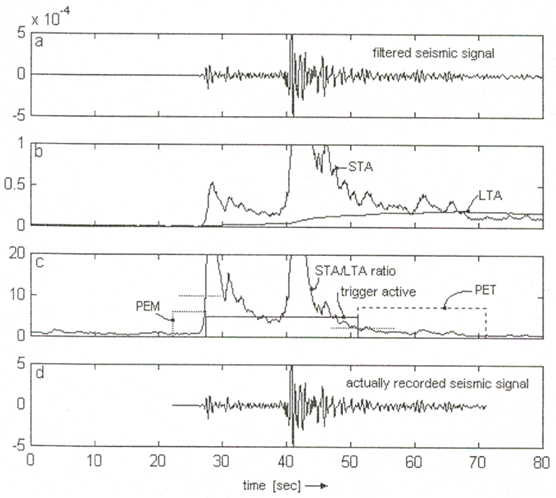 x 10⁻⁴
5
a
filtered seismic signal
0
-5
1
b
STA
0.5
LTA
0
20
c
STA/LTA ratio
trigger active
PET
10
PEM
0
5
d
actually recorded seismic signal
0
-5
0 10 20 30 40 50 60 70 80
time [sec]